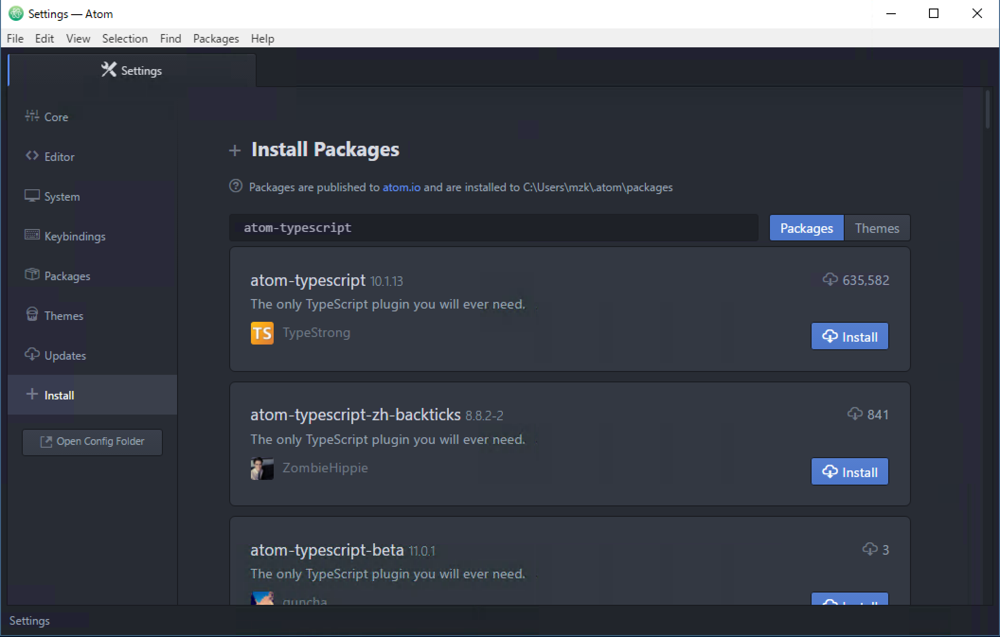 Settings — Atom
File Edit View Selection Find Packages Help
Settings
Core
Editor
System
Keybindings
Packages
Themes
Updates
Install
Open Config Folder
Install Packages
Packages are published to atom.io and are installed to C:\Users\mzk\.atom\packages
atom-typescript
Packages Themes
atom-typescript 10.1.13 635,582
The only TypeScript plugin you will ever need.
TS TypeStrong
Install
atom-typescript-zh-backticks 8.8.2-2 841
The only TypeScript plugin you will ever need.
ZombieHippie
Install
atom-typescript-beta 11.0.1 3
The only TypeScript plugin you will ever need.
guncha
Install
Settings